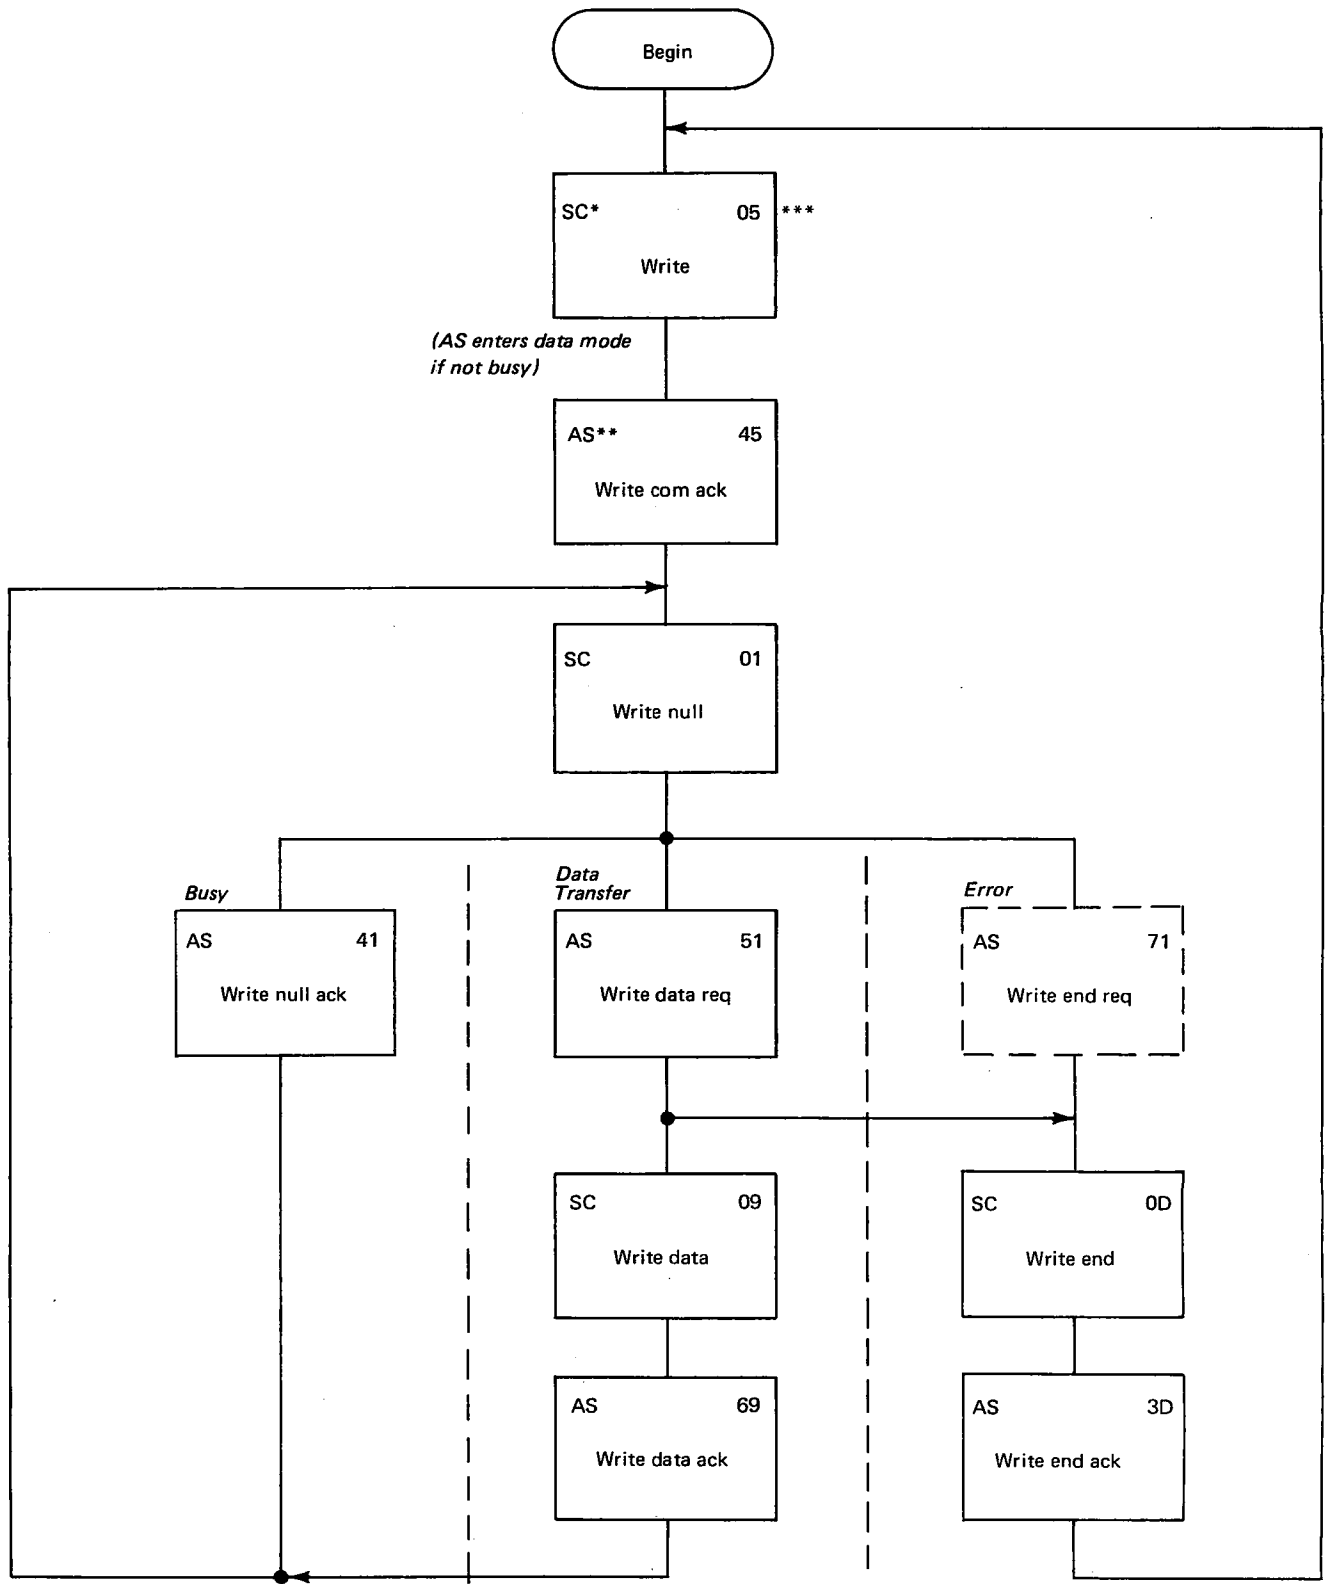 Begin
SC* 05 ***
Write
(AS enters data mode
if not busy)
AS** 45
Write com ack
SC 01
Write null
Busy
AS 41
Write null ack
Data
Transfer
AS 51
Write data req
Error
AS 71
Write end req
SC 09
Write data
SC 0D
Write end
AS 69
Write data ack
AS 3D
Write end ack